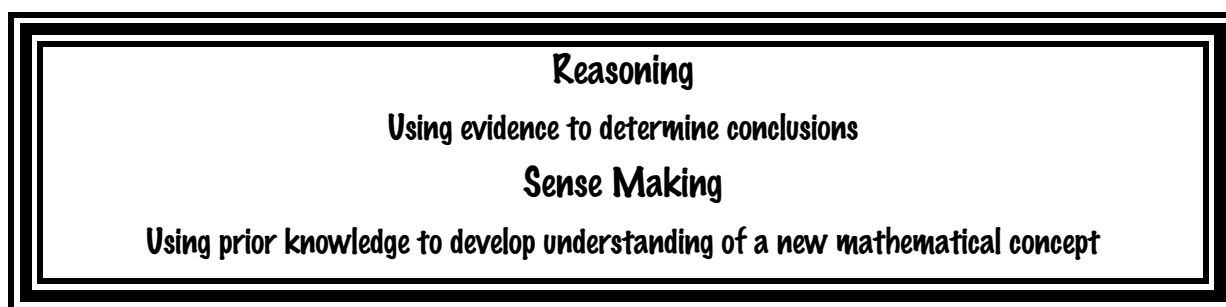 Reasoning
Using evidence to determine conclusions
Sense Making
Using prior knowledge to develop understanding of a new mathematical concept